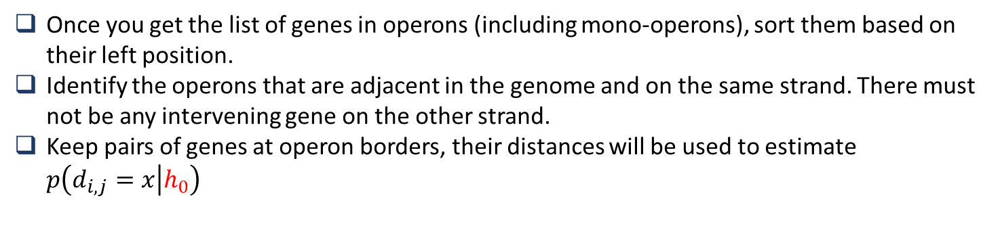 ❑ Once you get the list of genes in operons (including mono-operons), sort them based on
their left position.
❑ Identify the operons that are adjacent in the genome and on the same strand. There must
not be any intervening gene on the other strand.
❑ Keep pairs of genes at operon borders, their distances will be used to estimate
p(d_{i,j} = x|h_0)